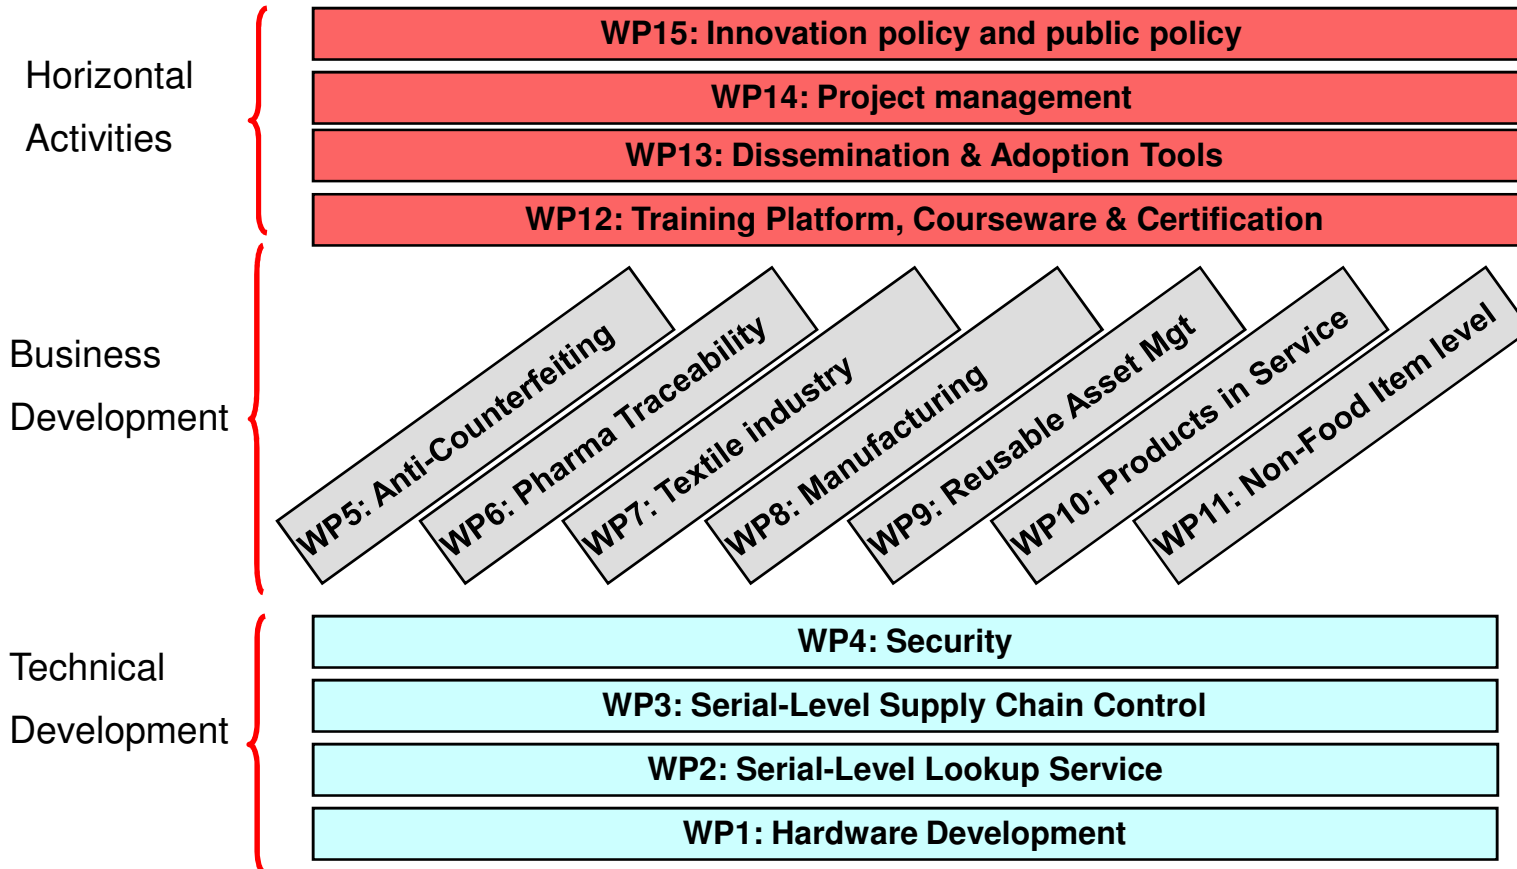 Horizontal
Activities
WP15: Innovation policy and public policy
WP14: Project management
WP13: Dissemination & Adoption Tools
WP12: Training Platform, Courseware & Certification
Business
Development
WP5: Anti-Counterfeiting
WP6: Pharma Traceability
WP7: Textile industry
WP8: Manufacturing
WP9: Reusable Asset Mgt
WP10: Products in Service
WP11: Non-Food Item level
Technical
Development
WP4: Security
WP3: Serial-Level Supply Chain Control
WP2: Serial-Level Lookup Service
WP1: Hardware Development